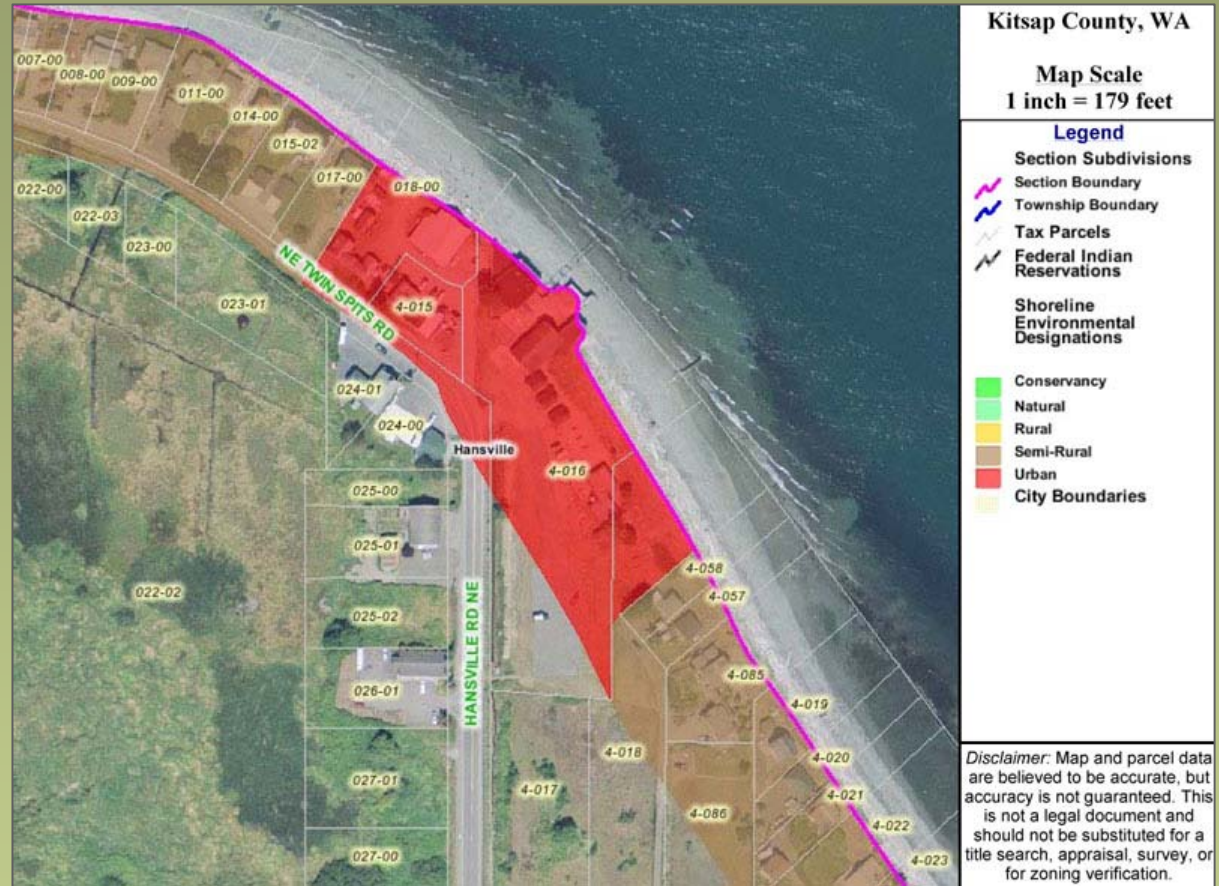 007-00
008-00
009-00
011-00
014-00
015-02
017-00
018-00
022-00
022-03
023-00
023-01
NE TWIN SPITS RD
4-015
024-01
024-00
Hansville
4-016
025-00
025-01
022-02
025-02
4-058
4-057
HANSVILLE RD NE
026-01
4-085
4-019
4-018
4-020
027-01
4-017
4-021
4-086
4-022
027-00
4-023
Kitsap County, WA
Map Scale
1 inch = 179 feet
Legend
Section Subdivisions
Section Boundary
Township Boundary
Tax Parcels
Federal Indian
Reservations
Shoreline
Environmental
Designations
Conservancy
Natural
Rural
Semi-Rural
Urban
City Boundaries
Disclaimer: Map and parcel data
are believed to be accurate, but
accuracy is not guaranteed. This
is not a legal document and
should not be substituted for a
title search, appraisal, survey, or
for zoning verification.